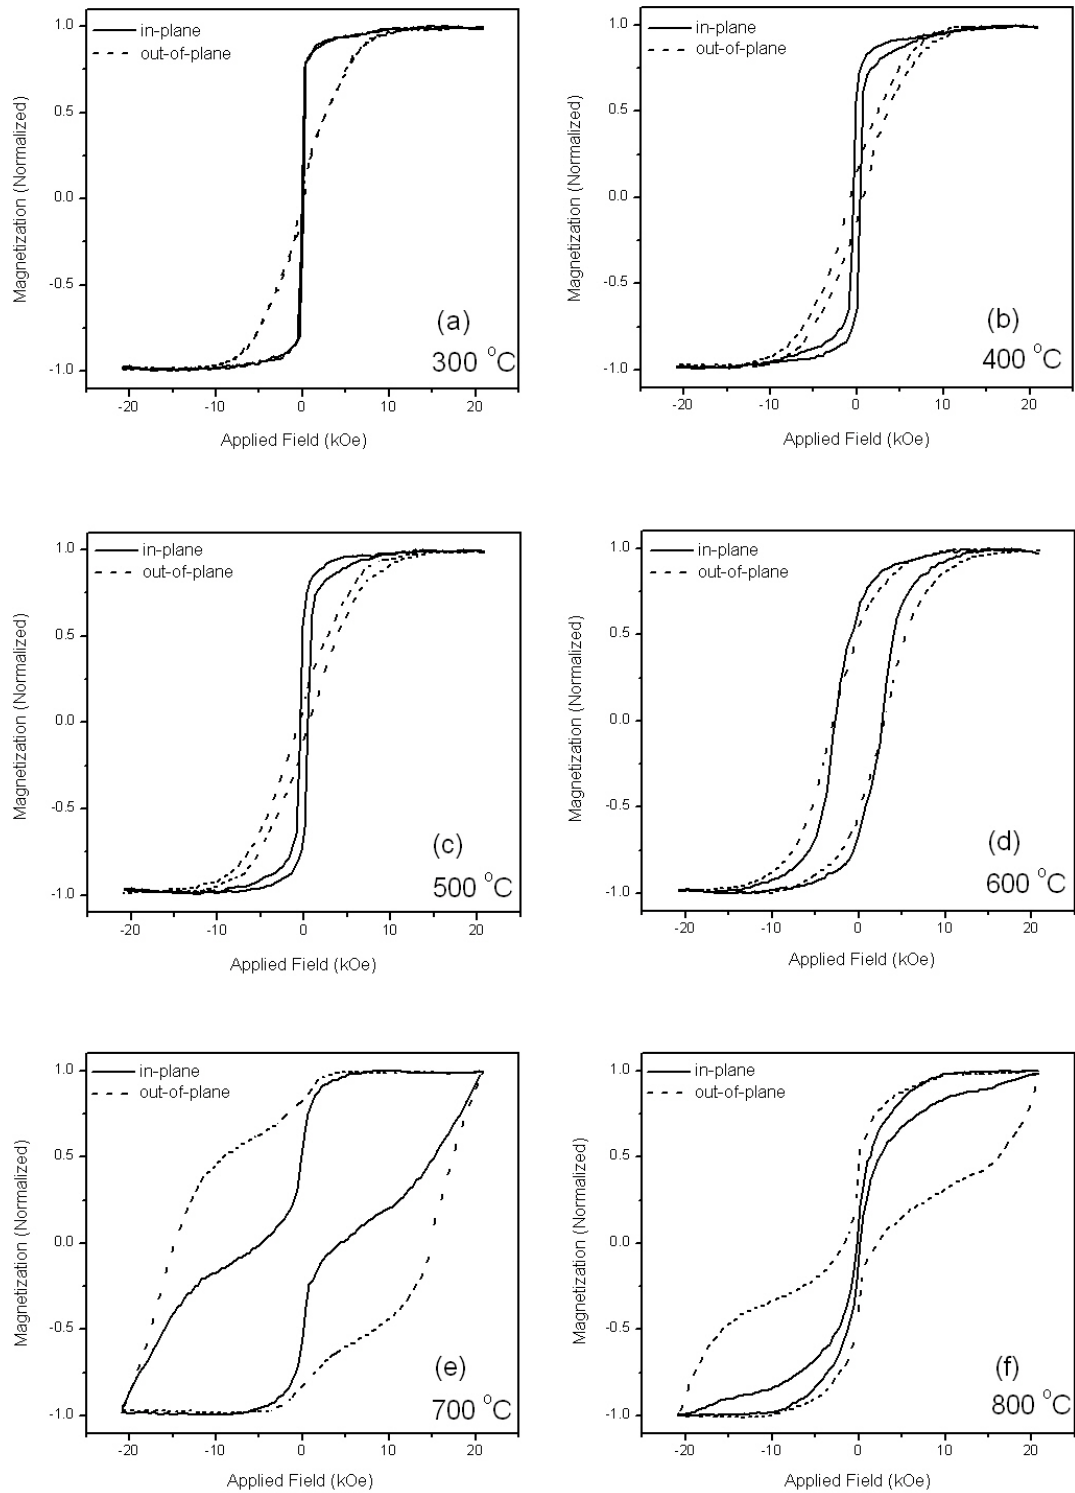 in-plane
out-of-plane
Magnetization (Normalized)
1.0
0.5
0.0
-0.5
-1.0
(a)
300 °C
-20 -10 0 10 20
Applied Field (kOe)
in-plane
out-of-plane
Magnetization (Normalized)
1.0
0.5
0.0
-0.5
-1.0
(b)
400 °C
-20 -10 0 10 20
Applied Field (kOe)
in-plane
out-of-plane
Magnetization (Normalized)
1.0
0.5
0.0
-0.5
-1.0
(c)
500 °C
-20 -10 0 10 20
Applied Field (kOe)
in-plane
out-of-plane
Magnetization (Normalized)
1.0
0.5
0.0
-0.5
-1.0
(d)
600 °C
-20 -10 0 10 20
Applied Field (kOe)
in-plane
out-of-plane
Magnetization (Normalized)
1.0
0.5
0.0
-0.5
-1.0
(e)
700 °C
-20 -10 0 10 20
Applied Field (kOe)
in-plane
out-of-plane
Magnetization (Normalized)
1.0
0.5
0.0
-0.5
-1.0
(f)
800 °C
-20 -10 0 10 20
Applied Field (kOe)